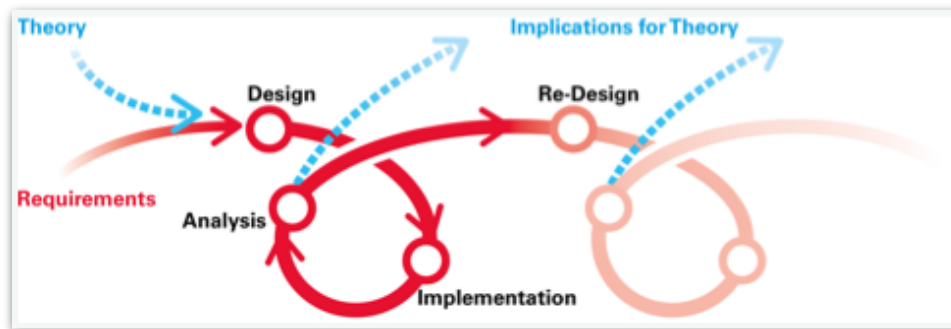 Theory
Implications for Theory
Design
Re-Design
Requirements
Analysis
Implementation